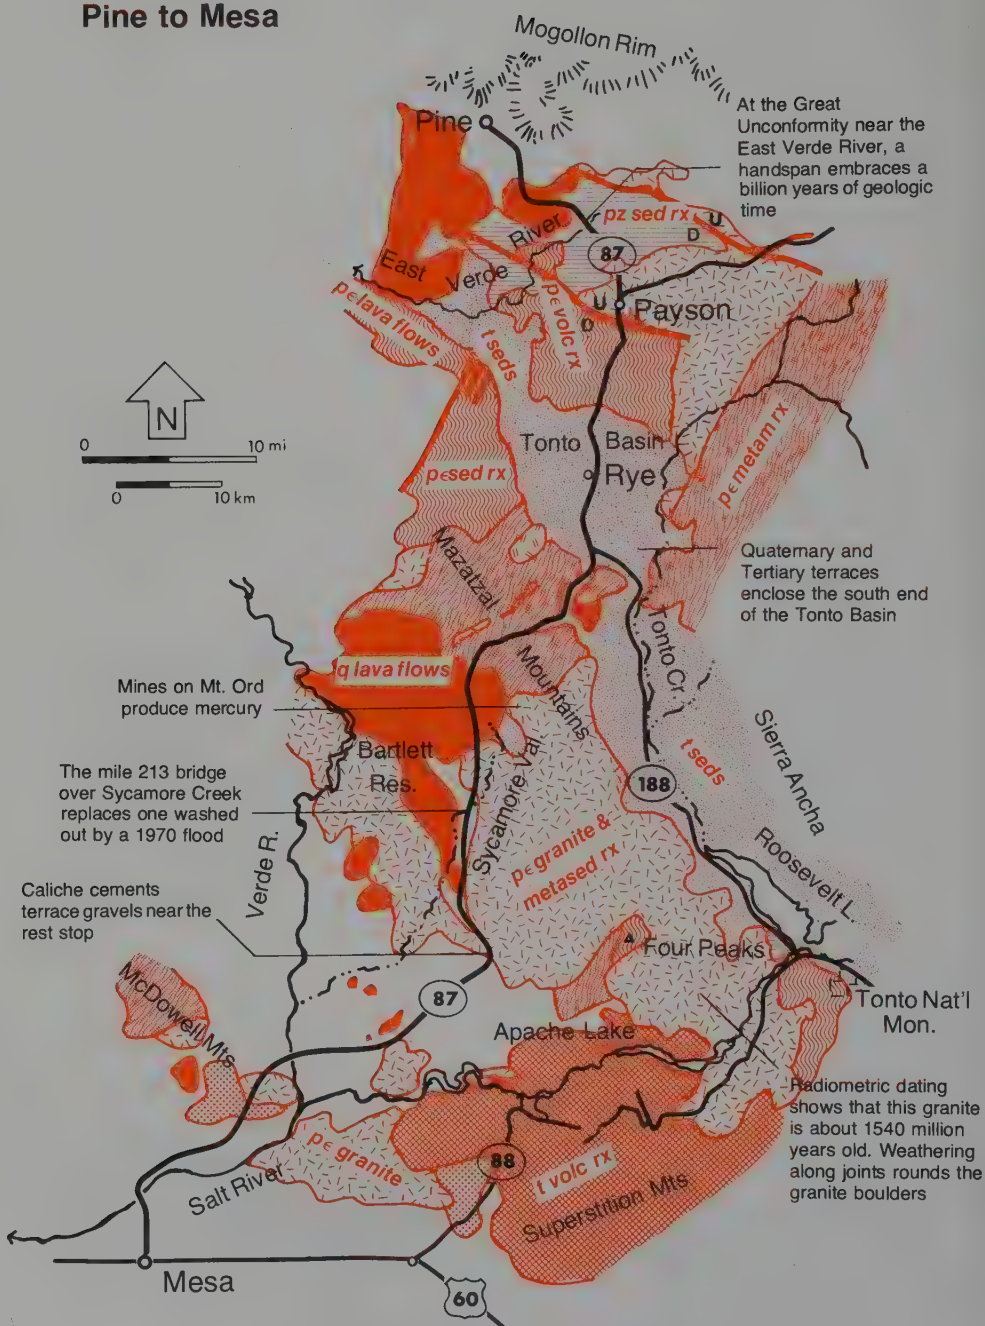 Pine to Mesa
Mogollon Rim
Pine
At the Great
Unconformity near the
East Verde River, a
handspan embraces a
billion years of geologic
time
pz sed rx
U
D
River
87
East
Verde
pє lava flows
t seds
pє volc rx
U
D
Payson
N
0 10 mi
0 10 km
Tonto Basin
Rye
pє sed rx
pє metam rx
Mazatzal
Mountains
Quaternary and
Tertiary terraces
enclose the south end
of the Tonto Basin
Tonto Cr.
q lava flows
Mines on Mt. Ord
produce mercury
Bartlett
Res.
Sycamore Val
The mile 213 bridge
over Sycamore Creek
replaces one washed
out by a 1970 flood
188
t seds
Sierra Ancha
pє granite &
metased rx
Roosevelt L.
Verde R.
Caliche cements
terrace gravels near the
rest stop
Four Peaks
McDowell Mts
87
Apache Lake
Tonto Nat'l
Mon.
Radiometric dating
shows that this granite
is about 1540 million
years old. Weathering
along joints rounds the
granite boulders
pє granite
88
t volc rx
Superstition Mts
Salt River
Mesa
60